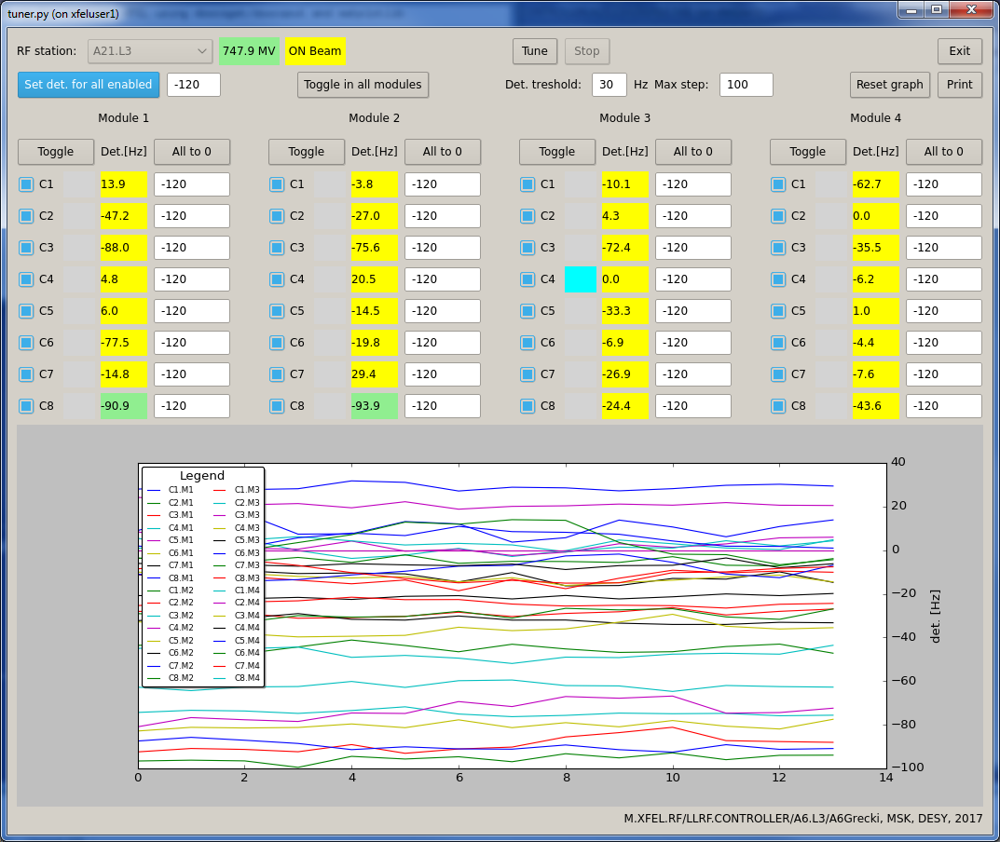 tuner.py (on xfeluser1)
RF station: A21.L3 747.9 MV ON Beam Tune Stop Exit
Set det. for all enabled -120 Toggle in all modules Det. treshold: 30 Hz Max step: 100 Reset graph Print
Module 1 Module 2 Module 3 Module 4
Toggle Det.[Hz] All to 0 Toggle Det.[Hz] All to 0 Toggle Det.[Hz] All to 0 Toggle Det.[Hz] All to 0
C1 13.9 -120 C1 -3.8 -120 C1 -10.1 -120 C1 -62.7 -120
C2 -47.2 -120 C2 -27.0 -120 C2 4.3 -120 C2 0.0 -120
C3 -88.0 -120 C3 -75.6 -120 C3 -72.4 -120 C3 -35.5 -120
C4 4.8 -120 C4 20.5 -120 C4 0.0 -120 C4 -6.2 -120
C5 6.0 -120 C5 -14.5 -120 C5 -33.3 -120 C5 1.0 -120
C6 -77.5 -120 C6 -19.8 -120 C6 -6.9 -120 C6 -4.4 -120
C7 -14.8 -120 C7 29.4 -120 C7 -26.9 -120 C7 -7.6 -120
C8 -90.9 -120 C8 -93.9 -120 C8 -24.4 -120 C8 -43.6 -120
Legend
C1.M1 C1.M3
C2.M1 C2.M3
C3.M1 C3.M3
C4.M1 C4.M3
C5.M1 C5.M3
C6.M1 C6.M3
C7.M1 C7.M3
C8.M1 C8.M3
C1.M2 C1.M4
C2.M2 C2.M4
C3.M2 C3.M4
C4.M2 C4.M4
C5.M2 C5.M4
C6.M2 C6.M4
C7.M2 C7.M4
C8.M2 C8.M4
40
20
0
−20
−40
−60
−80
−100
det. [Hz]
0 2 4 6 8 10 12 14
M.XFEL.RF/LLRF.CONTROLLER/A6.L3/A6Grecki, MSK, DESY, 2017